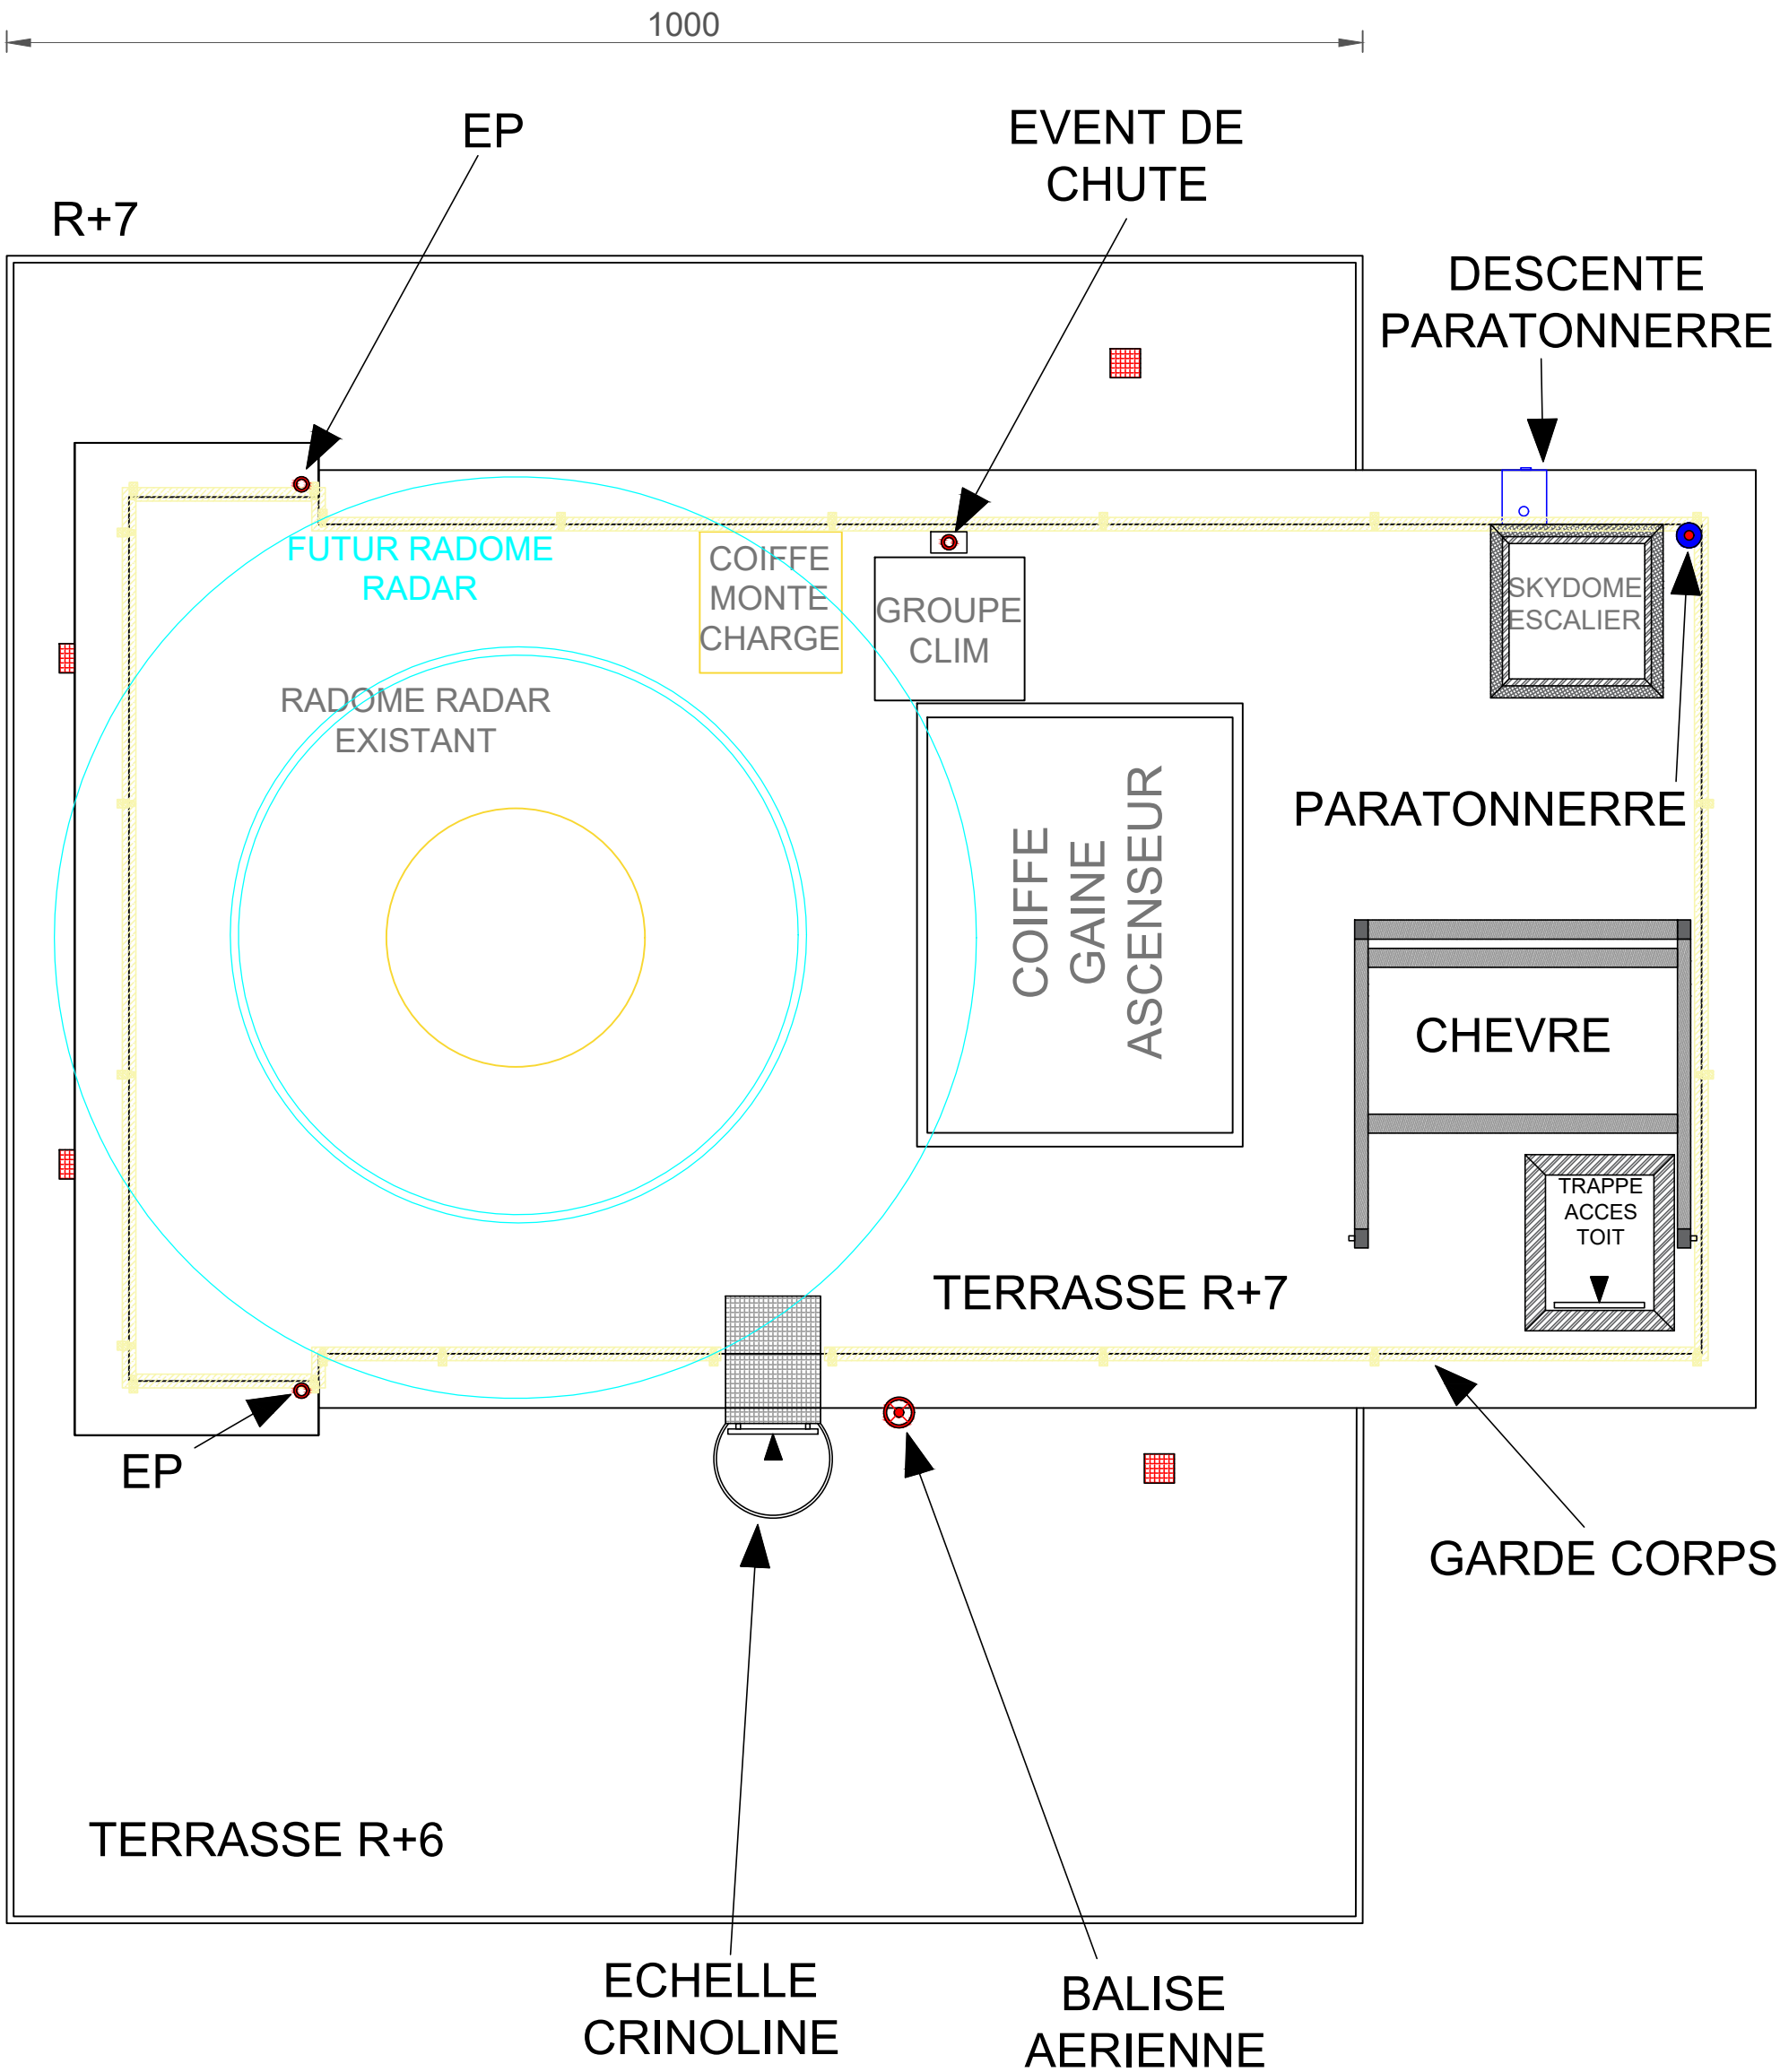 1000
EP
EVENT DE
CHUTE
R+7
DESCENTE
PARATONNERRE
FUTUR RADOME
RADAR
COIFFE
MONTE
CHARGE
GROUPE
CLIM
SKYDOME
ESCALIER
RADOME RADAR
EXISTANT
PARATONNERRE
COIFFE
GAINE
ASCENSEUR
CHEVRE
TRAPPE
ACCES
TOIT
TERRASSE R+7
EP
GARDE CORPS
TERRASSE R+6
ECHELLE
CRINOLINE
BALISE
AERIENNE